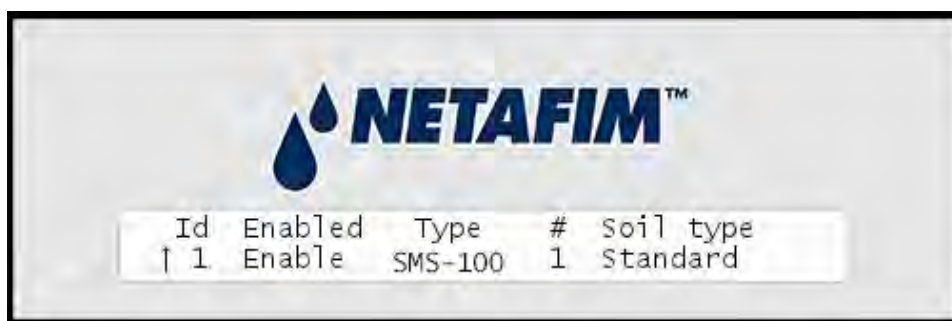 NETAFIM™
Id Enabled Type # Soil type
↑ 1 Enable SMS-100 1 Standard